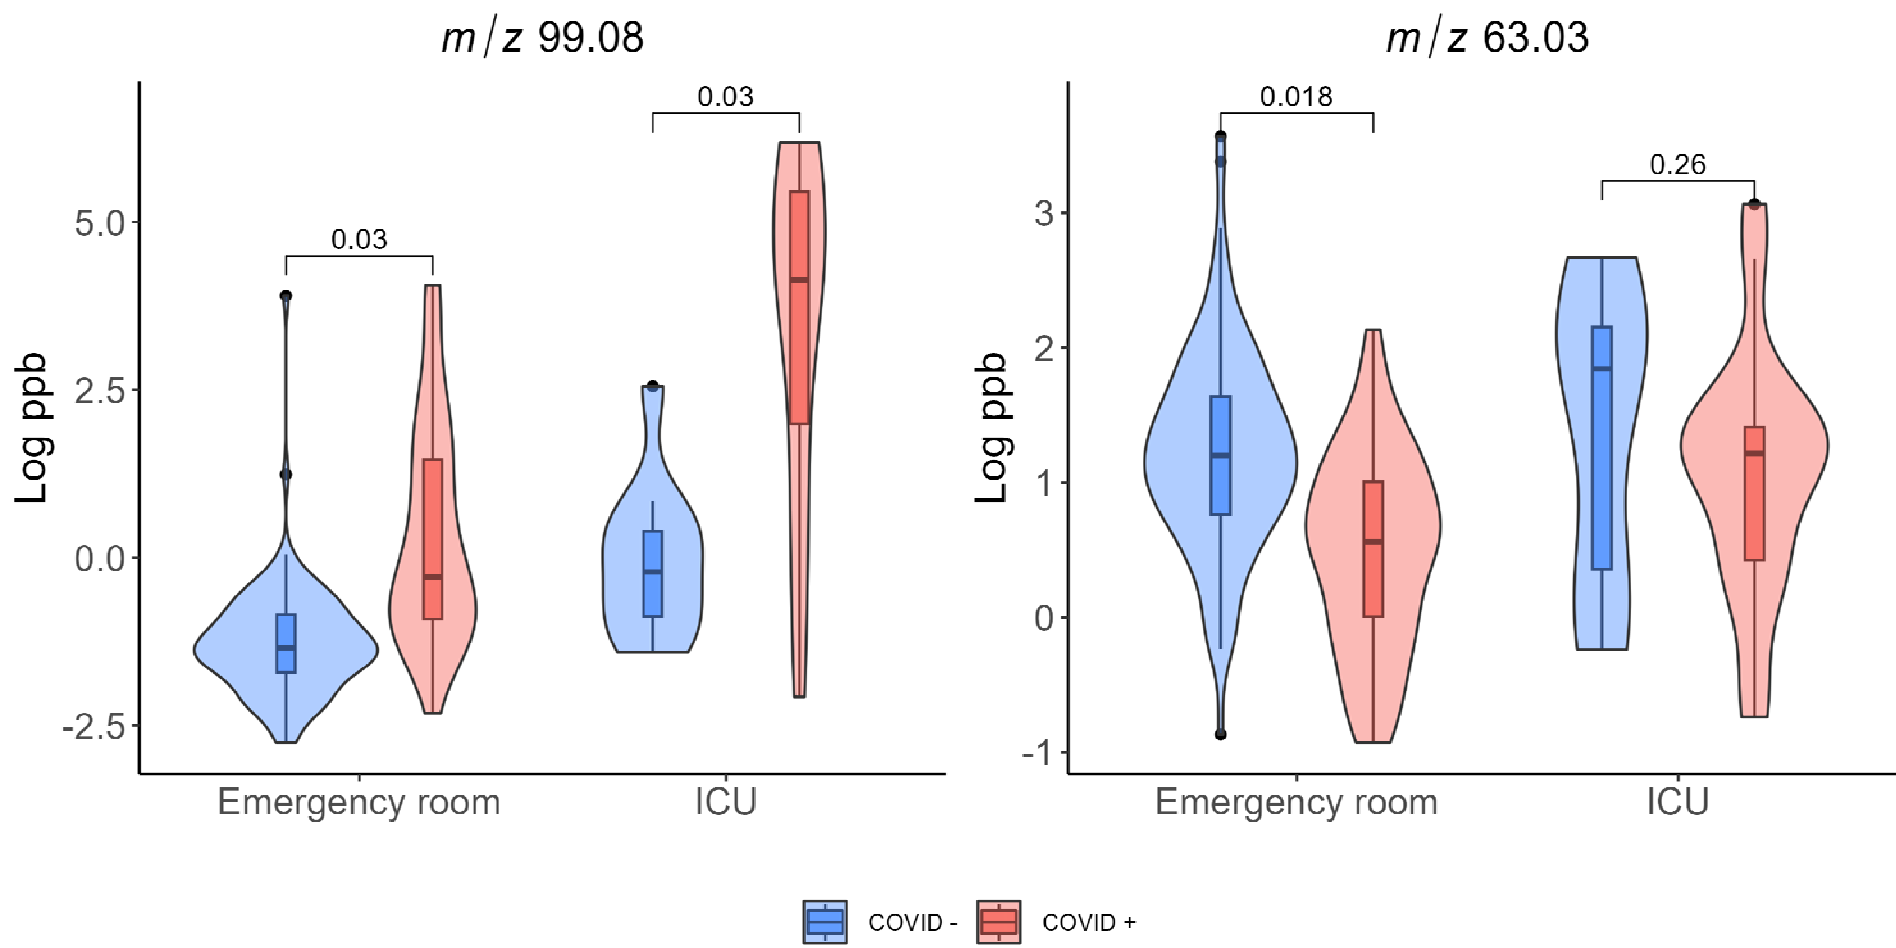 m/z 99.08
0.03
0.03
5.0
2.5
0.0
-2.5
Log ppb
Emergency room
ICU
m/z 63.03
0.018
0.26
3
2
1
0
-1
Log ppb
Emergency room
ICU
COVID -
COVID +